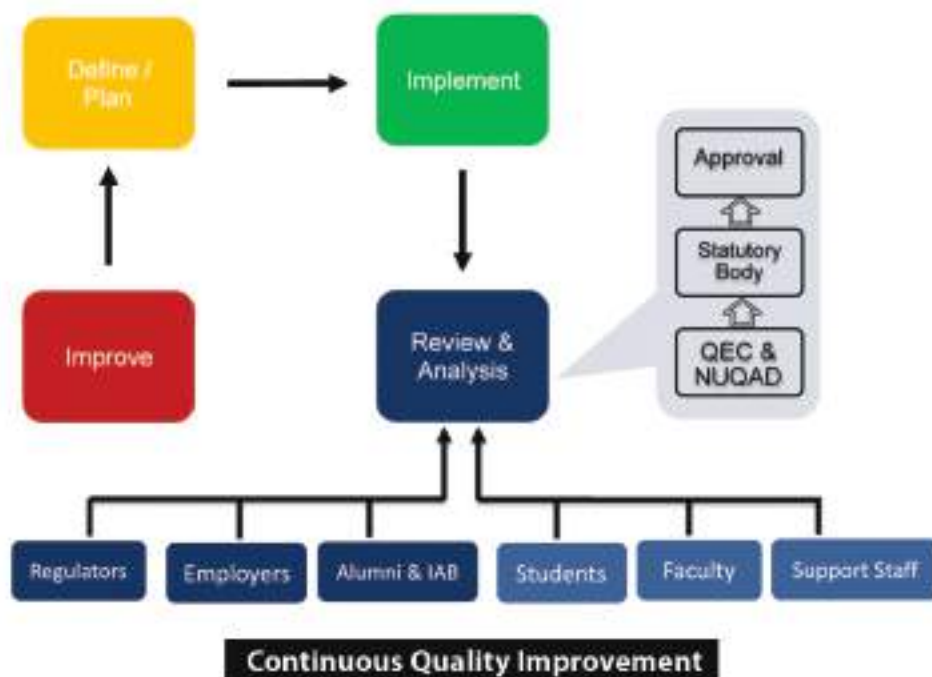 Define /
Plan
Implement
Approval
Statutory
Body
Improve
Review &
Analysis
QEC &
NUQAD
Regulators
Employers
Alumni & IAB
Students
Faculty
Support Staff
Continuous Quality Improvement